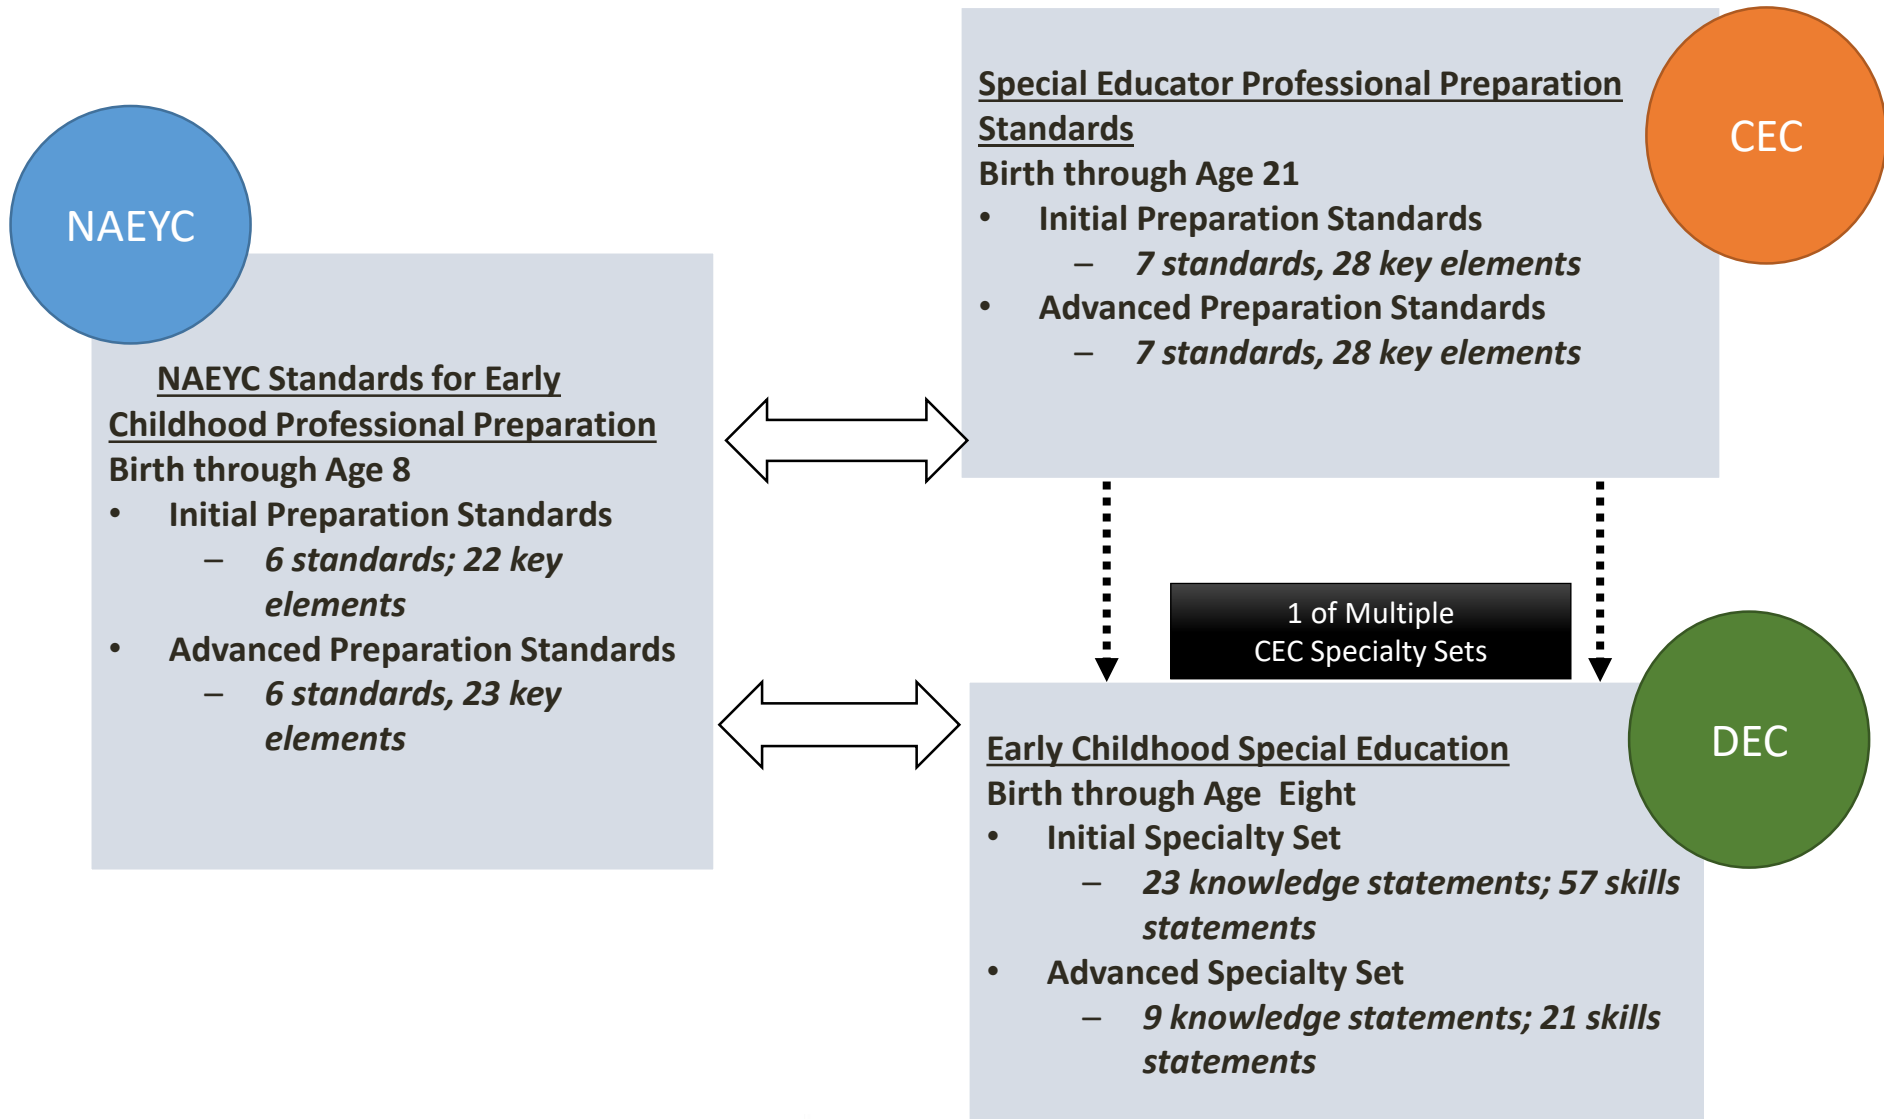 NAEYC
NAEYC Standards for Early
Childhood Professional Preparation
Birth through Age 8
• Initial Preparation Standards
– 6 standards; 22 key
elements
• Advanced Preparation Standards
– 6 standards, 23 key
elements
CEC
Special Educator Professional Preparation
Standards
Birth through Age 21
• Initial Preparation Standards
– 7 standards, 28 key elements
• Advanced Preparation Standards
– 7 standards, 28 key elements
1 of Multiple
CEC Specialty Sets
DEC
Early Childhood Special Education
Birth through Age  Eight
• Initial Specialty Set
– 23 knowledge statements; 57 skills
statements
• Advanced Specialty Set
– 9 knowledge statements; 21 skills
statements